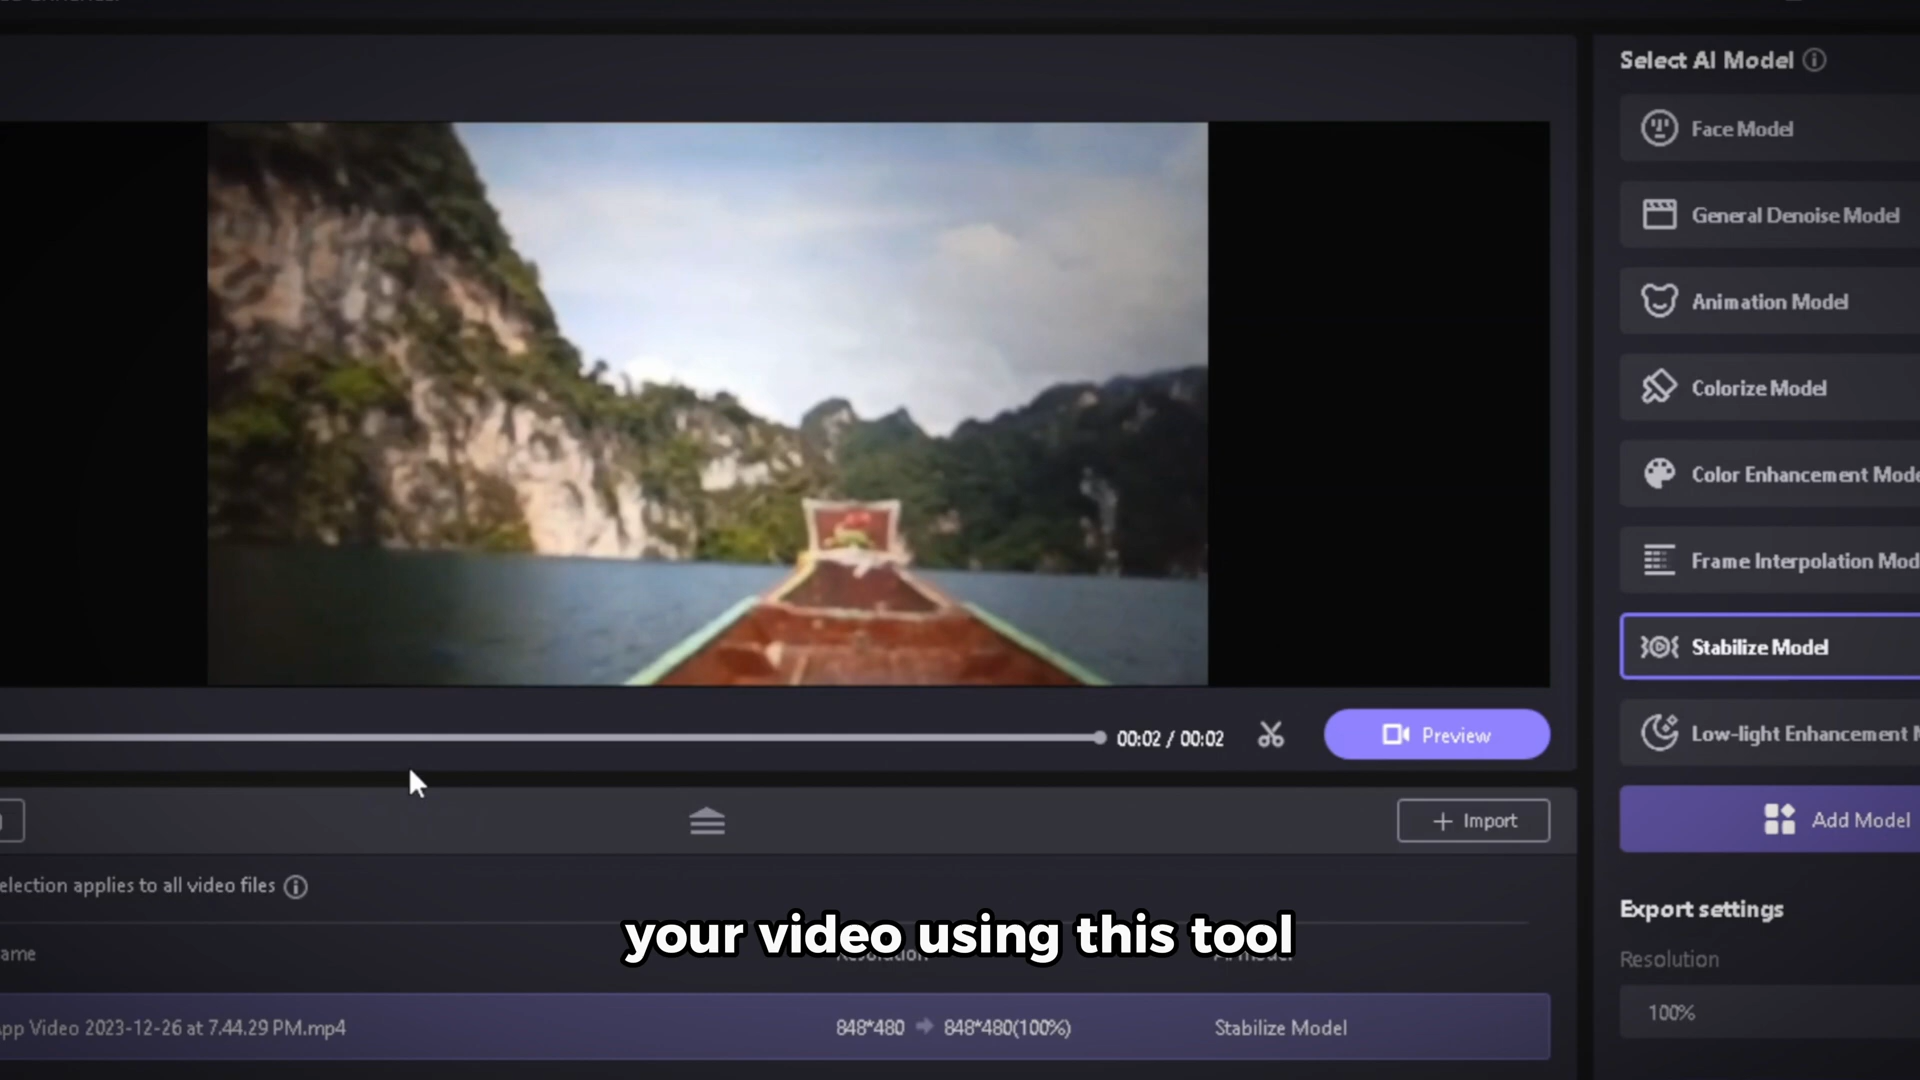 Select AI Model
Face Model
General Denoise Model
Animation Model
Colorize Model
Color Enhancement Mode
Frame Interpolation Mod
Stabilize Model
Low-light Enhancement M
00:02 / 00:02
Preview
+ Import
Add Model
election applies to all video files
Export settings
your video using this tool
ame
Resolution
AI model
Resolution
pp Video 2023-12-26 at 7.44.29 PM.mp4
848*480
848*480(100%)
Stabilize Model
100%